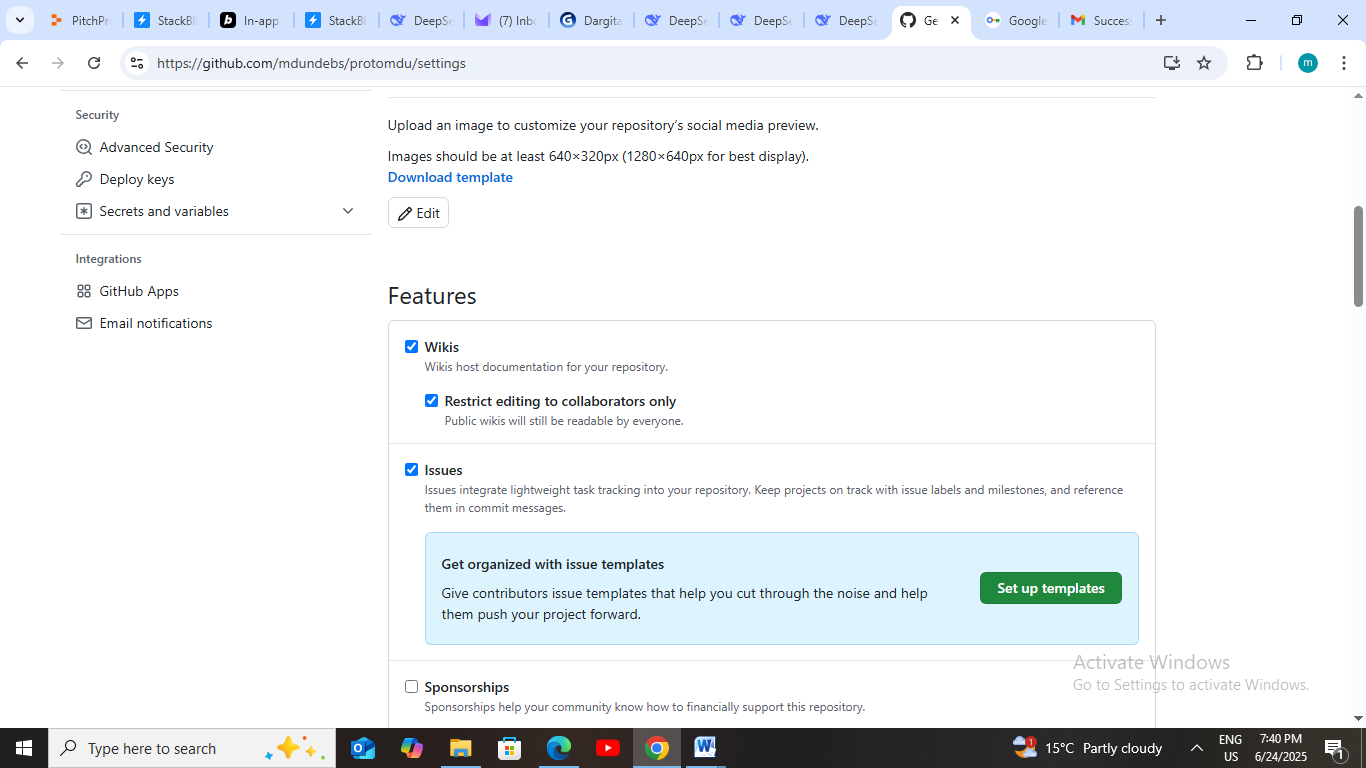 PitchPr
StackBl
In-app
StackBl
DeepSe
(7) Inb
Dargita
DeepSe
DeepSe
DeepSe
Ge
Google
Succes
https://github.com/mdundebs/protomdu/settings
m
Security
Advanced Security
Deploy keys
Secrets and variables
Integrations
GitHub Apps
Email notifications
Upload an image to customize your repository's social media preview.
Images should be at least 640×320px (1280×640px for best display).
Download template
Edit
Features
Wikis
Wikis host documentation for your repository.
Restrict editing to collaborators only
Public wikis will still be readable by everyone.
Issues
Issues integrate lightweight task tracking into your repository. Keep projects on track with issue labels and milestones, and reference
them in commit messages.
Get organized with issue templates
Give contributors issue templates that help you cut through the noise and help
them push your project forward.
Set up templates
Sponsorships
Sponsorships help your community know how to financially support this repository.
Activate Windows
Go to Settings to activate Windows.
Type here to search
1
15°C Partly cloudy
ENG
US
7:40 PM
6/24/2025
1